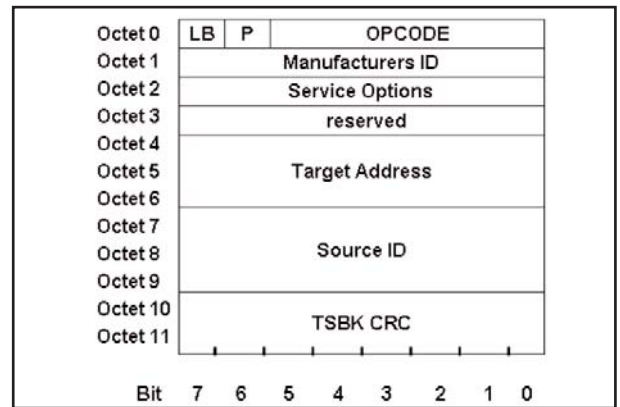 Octet 0 LB P OPCODE
Octet 1 Manufacturers ID
Octet 2 Service Options
Octet 3 reserved
Octet 4
Octet 5 Target Address
Octet 6
Octet 7
Octet 8 Source ID
Octet 9
Octet 10
TSBK CRC
Octet 11
Bit 7 6 5 4 3 2 1 0